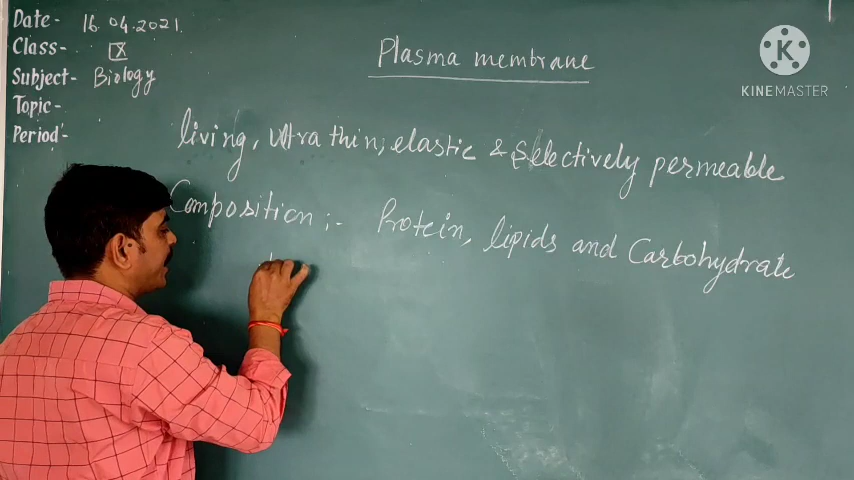 Date- 16.04.2021.
Class- IX
Subject- Biology
Topic-
Period-
Plasma membrane
living, Ultra thin, elastic & Selectively permeable
Composition :- Protein, lipids and Carbohydrate
K
KINEMASTER